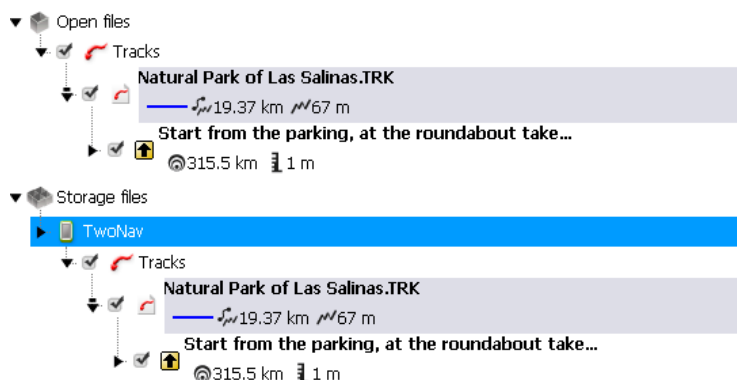 Open files
Tracks
Natural Park of Las Salinas.TRK
19.37 km 67 m
Start from the parking, at the roundabout take...
315.5 km 1 m
Storage files
TwoNav
Tracks
Natural Park of Las Salinas.TRK
19.37 km 67 m
Start from the parking, at the roundabout take...
315.5 km 1 m